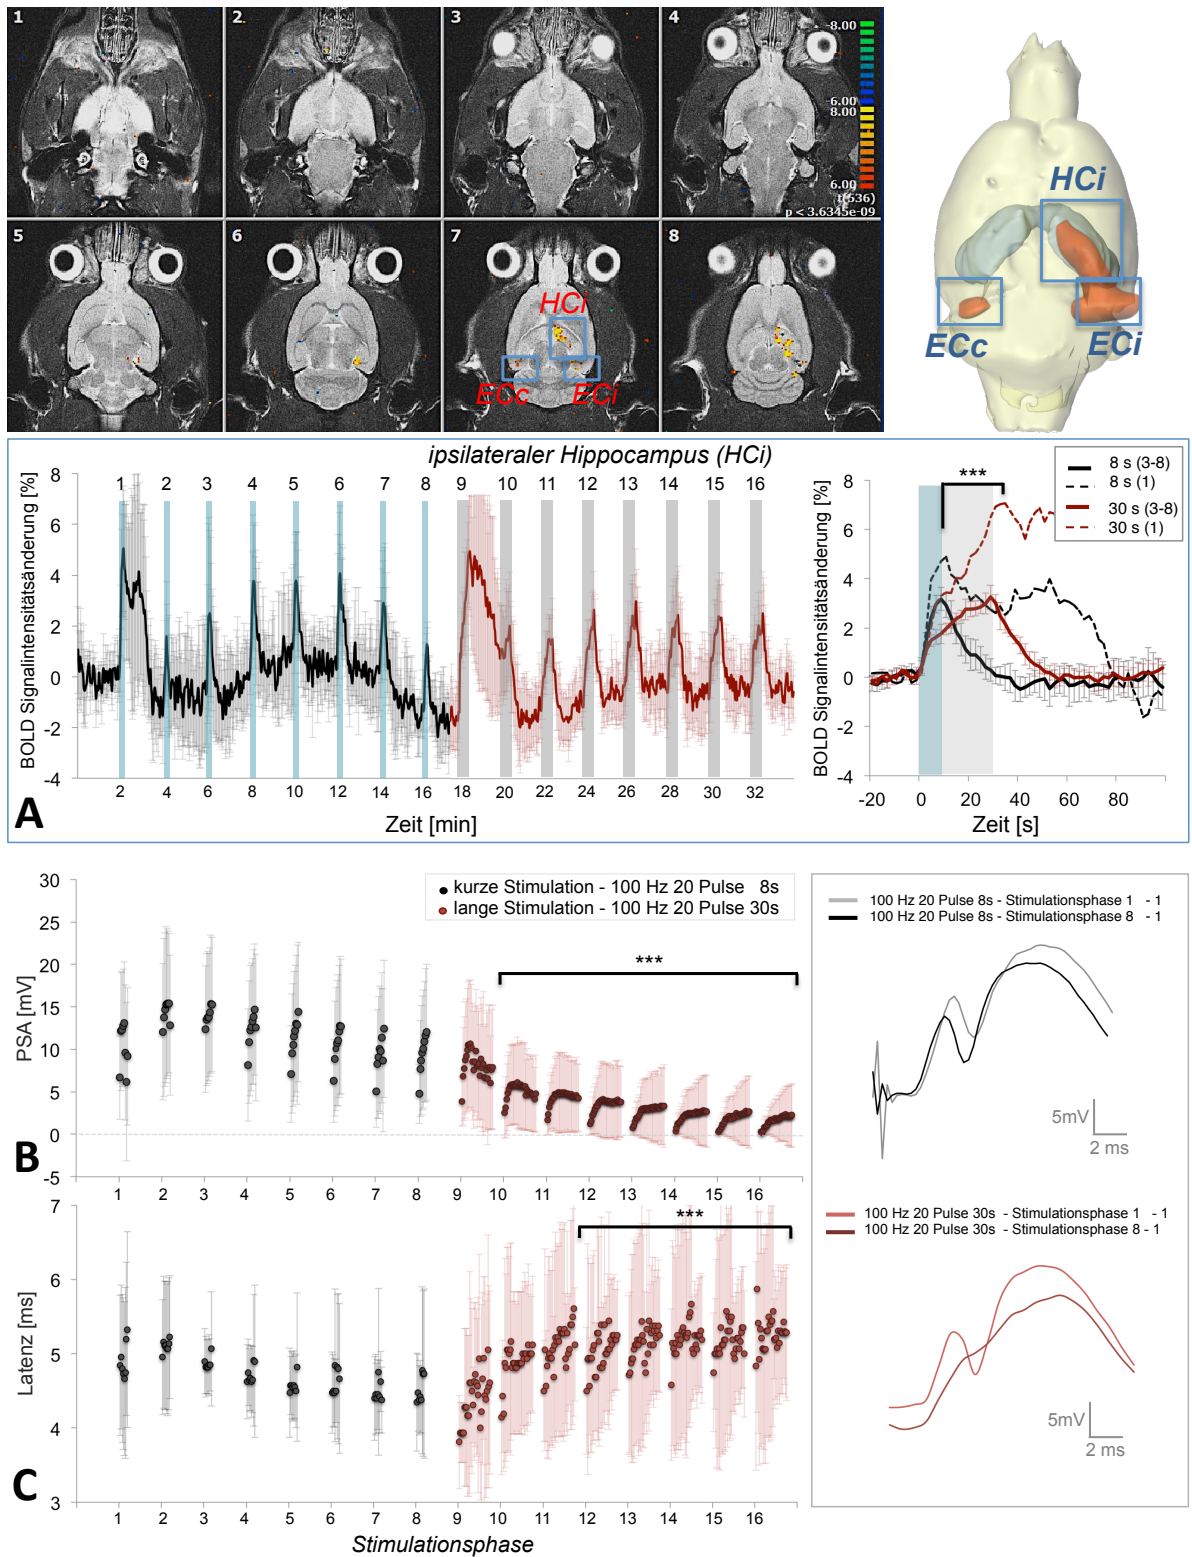 1
2
3
4
-8.00
-6.00
8.00
6.00
t(536)
p < 3.6345e-09
5
6
7
8
HCi
ECc
ECi
HCi
ECc
ECi
ipsilateraler Hippocampus (HCi)
BOLD Signalintensitätsänderung [%]
8
6
4
2
0
-2
-4
1 2 3 4 5 6 7 8 9 10 11 12 13 14 15 16
2 4 6 8 10 12 14 16 18 20 22 24 26 28 30 32
Zeit [min]
A
BOLD Signalintensitätsänderung [%]
8
6
4
2
0
-2
-4
***
8 s (3-8)
8 s (1)
30 s (3-8)
30 s (1)
-20 0 20 40 60 80
Zeit [s]
PSA [mV]
30
25
20
15
10
5
0
-5
kurze Stimulation - 100 Hz 20 Pulse 8s
lange Stimulation - 100 Hz 20 Pulse 30s
***
B
1 2 3 4 5 6 7 8 9 10 11 12 13 14 15 16
Latenz [ms]
7
6
5
4
3
***
C
1 2 3 4 5 6 7 8 9 10 11 12 13 14 15 16
Stimulationsphase
100 Hz 20 Pulse 8s - Stimulationsphase 1 - 1
100 Hz 20 Pulse 8s - Stimulationsphase 8 - 1
5mV
2 ms
100 Hz 20 Pulse 30s - Stimulationsphase 1 - 1
100 Hz 20 Pulse 30s - Stimulationsphase 8 - 1
5mV
2 ms